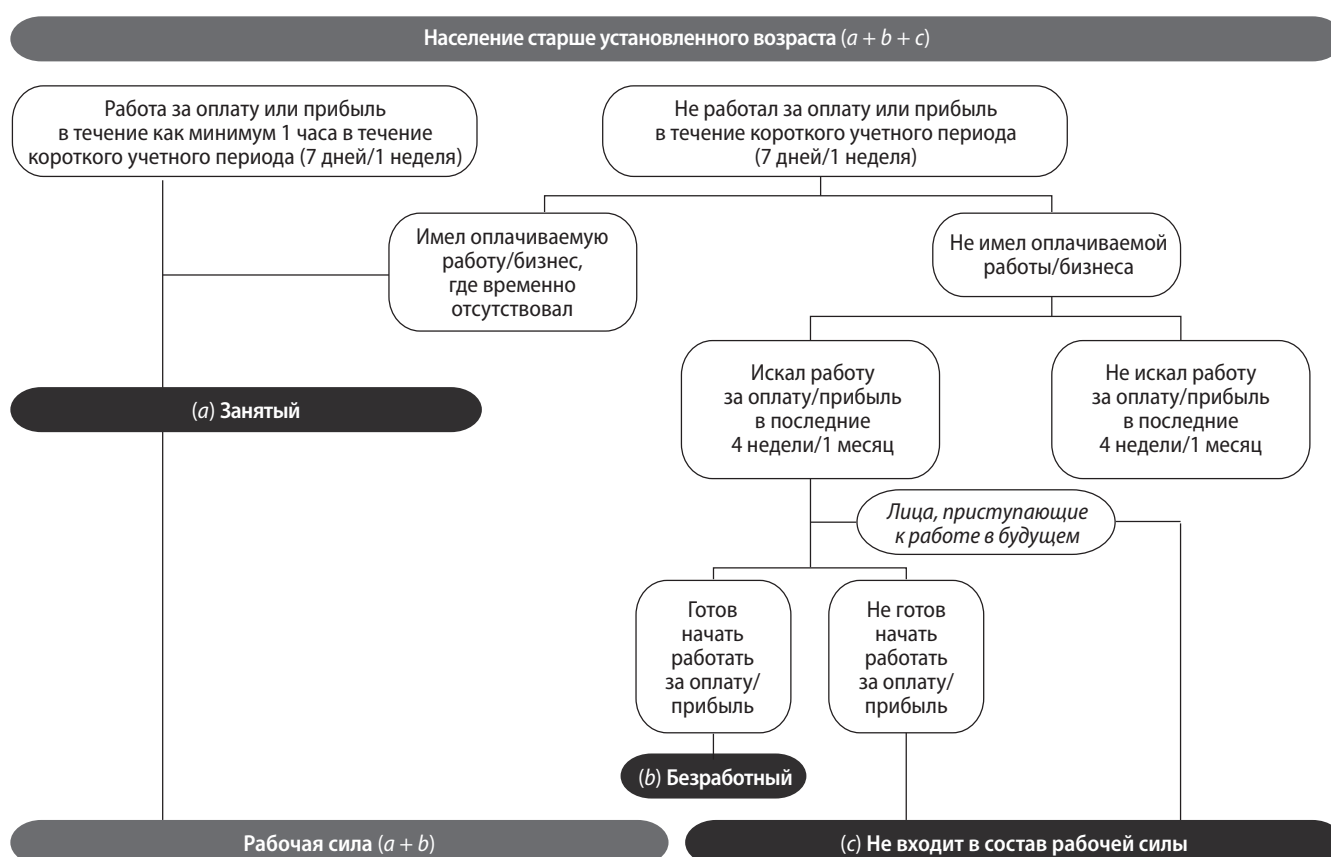 Население старше установленного возраста (a + b + c)
Работа за оплату или прибыль
в течение как минимум 1 часа в течение
короткого учетного периода (7 дней/1 неделя)
Не работал за оплату или прибыль
в течение короткого учетного периода
(7 дней/1 неделя)
Имел оплачиваемую
работу/бизнес,
где временно
отсутствовал
Не имел оплачиваемой
работы/бизнеса
Искал работу
за оплату/прибыль
в последние
4 недели/1 месяц
Не искал работу
за оплату/прибыль
в последние
4 недели/1 месяц
(a) Занятый
Лица, приступающие
к работе в будущем
Готов
начать
работать
за оплату/
прибыль
Не готов
начать
работать
за оплату/
прибыль
(b) Безработный
Рабочая сила (a + b)
(c) Не входит в состав рабочей силы